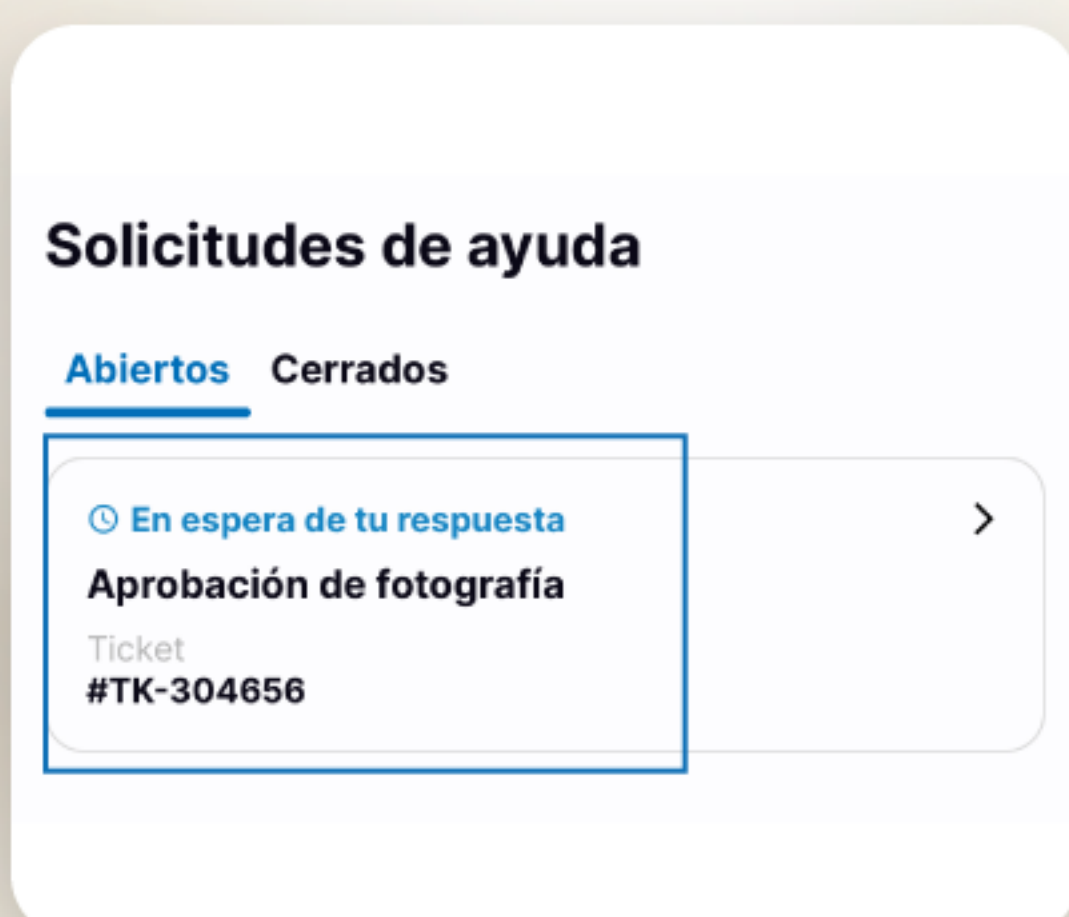 Solicitudes de ayuda
Abiertos Cerrados
En espera de tu respuesta
Aprobación de fotografía
Ticket
#TK-304656